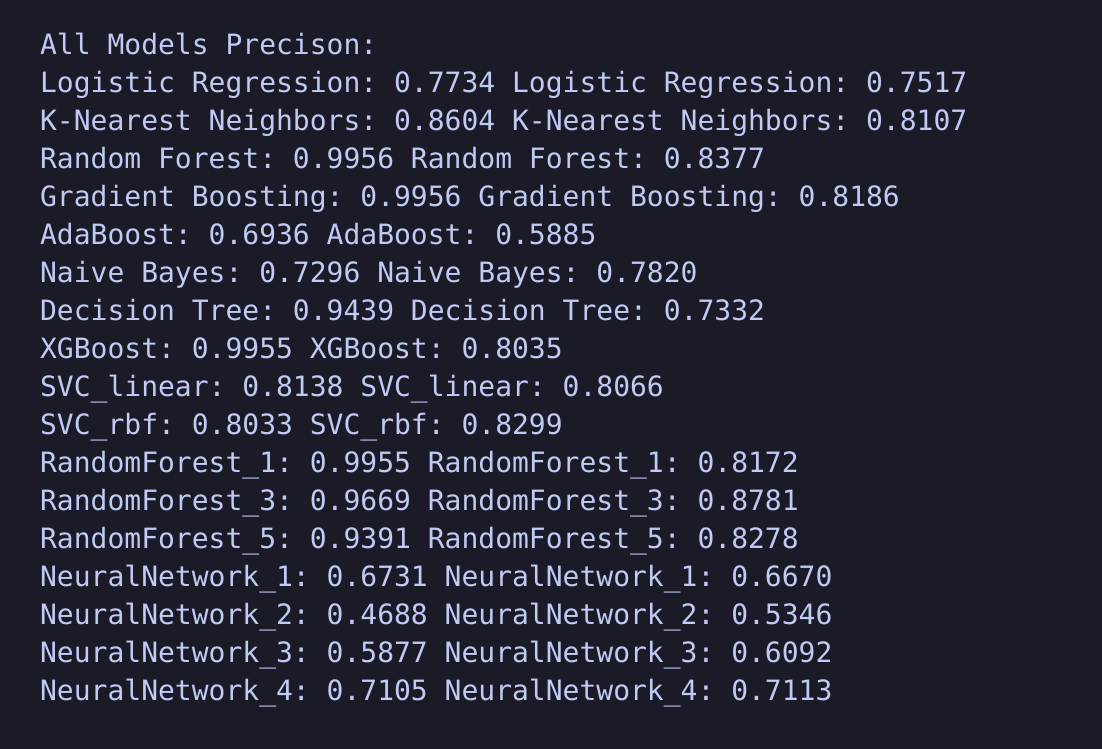 All Models Precison:
Logistic Regression: 0.7734 Logistic Regression: 0.7517
K-Nearest Neighbors: 0.8604 K-Nearest Neighbors: 0.8107
Random Forest: 0.9956 Random Forest: 0.8377
Gradient Boosting: 0.9956 Gradient Boosting: 0.8186
AdaBoost: 0.6936 AdaBoost: 0.5885
Naive Bayes: 0.7296 Naive Bayes: 0.7820
Decision Tree: 0.9439 Decision Tree: 0.7332
XGBoost: 0.9955 XGBoost: 0.8035
SVC_linear: 0.8138 SVC_linear: 0.8066
SVC_rbf: 0.8033 SVC_rbf: 0.8299
RandomForest_1: 0.9955 RandomForest_1: 0.8172
RandomForest_3: 0.9669 RandomForest_3: 0.8781
RandomForest_5: 0.9391 RandomForest_5: 0.8278
NeuralNetwork_1: 0.6731 NeuralNetwork_1: 0.6670
NeuralNetwork_2: 0.4688 NeuralNetwork_2: 0.5346
NeuralNetwork_3: 0.5877 NeuralNetwork_3: 0.6092
NeuralNetwork_4: 0.7105 NeuralNetwork_4: 0.7113